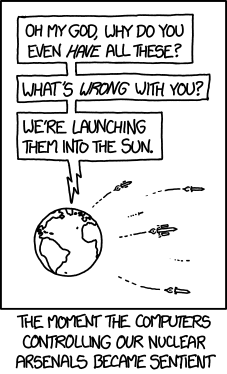 OH MY GOD, WHY DO YOU
EVEN HAVE ALL THESE?
WHAT'S WRONG WITH YOU?
WE'RE LAUNCHING
THEM INTO THE SUN.
THE MOMENT THE COMPUTERS
CONTROLLING OUR NUCLEAR
ARSENALS BECAME SENTIENT